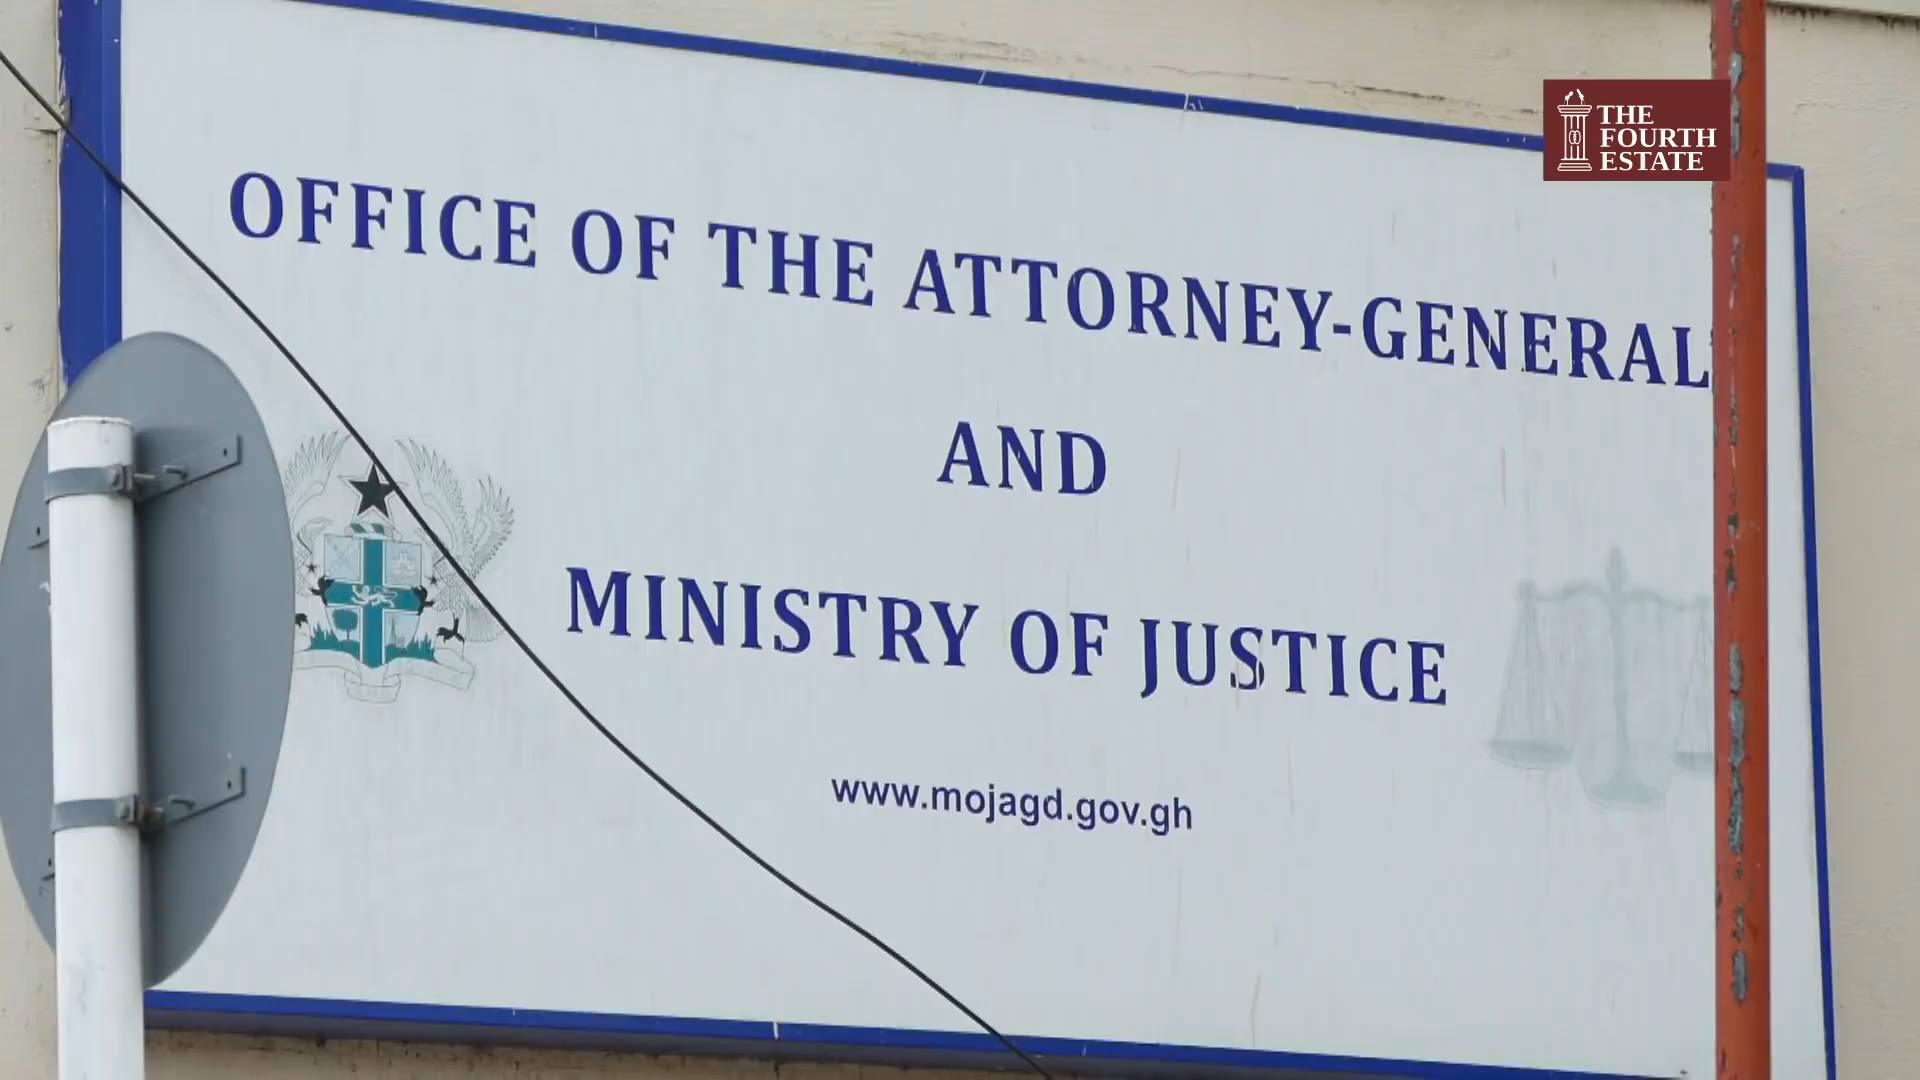 THE
FOURTH
ESTATE
OFFICE OF THE ATTORNEY-GENERAL
AND
MINISTRY OF JUSTICE
www.mojagd.gov.gh